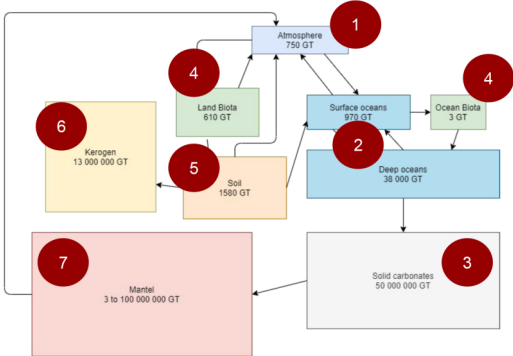 1
Atmosphere
750 GT
4
Land Biota
610 GT
Surface oceans
970 GT
4
Ocean Biota
3 GT
6
Kerogen
13 000 000 GT
5
Soil
1580 GT
2
Deep oceans
38 000 GT
7
Mantel
3 to 100 000 000 GT
3
Solid carbonates
50 000 000 GT